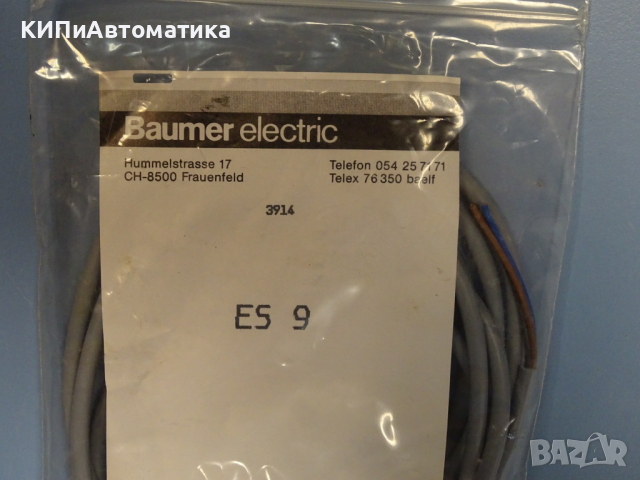 КИПиАвтоматика
Baumer electric
Hummelstrasse 17
CH-8500 Frauenfeld
Telefon 054 25 71 71
Telex 76 350 baelf
3914
ES 9
BAZAR